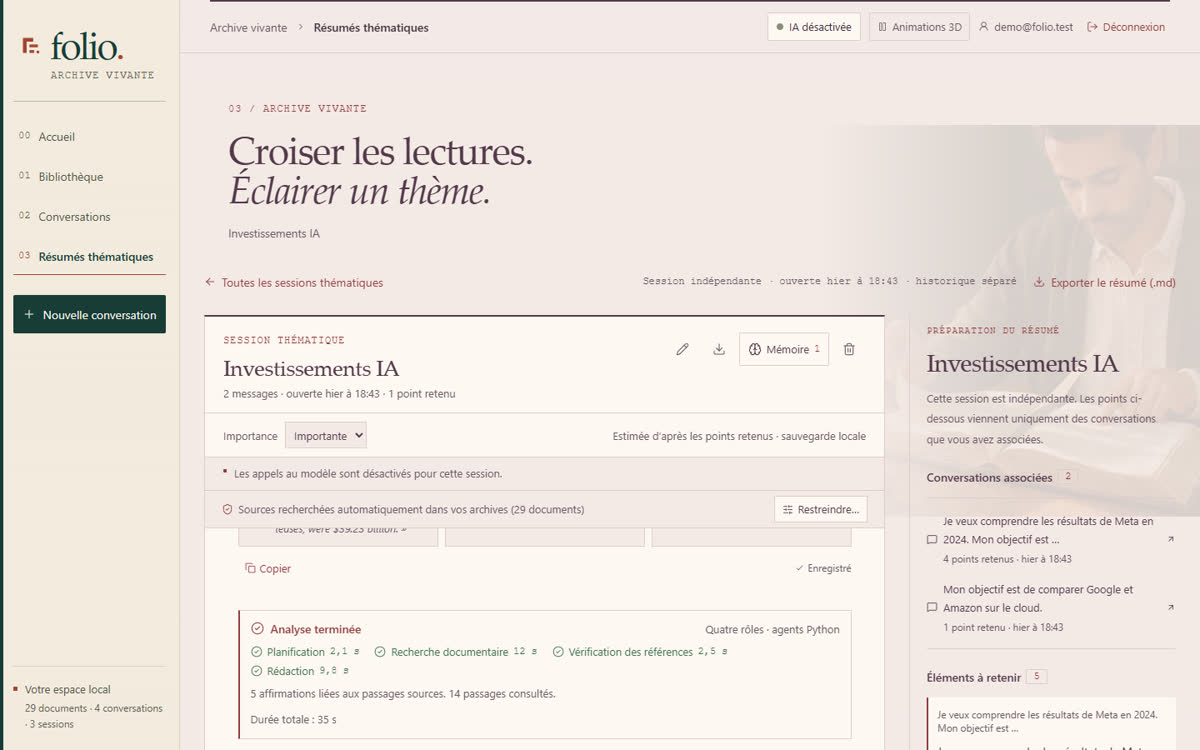 folio.
ARCHIVE VIVANTE
00 Accueil
01 Bibliothèque
02 Conversations
03 Résumés thématiques
+ Nouvelle conversation
Votre espace local
29 documents · 4 conversations
· 3 sessions
Archive vivante > Résumés thématiques
IA désactivée
Animations 3D
demo@folio.test
Déconnexion
03 / ARCHIVE VIVANTE
Croiser les lectures.
Éclairer un thème.
Investissements IA
← Toutes les sessions thématiques
Session indépendante · ouverte hier à 18:43 · historique séparé
Exporter le résumé (.md)
SESSION THÉMATIQUE
Investissements IA
2 messages · ouverte hier à 18:43 · 1 point retenu
Mémoire 1
Importance Importante
Estimée d'après les points retenus · sauvegarde locale
Les appels au modèle sont désactivés pour cette session.
Sources recherchées automatiquement dans vos archives (29 documents)
Restreindre...
leases, were $39.23 billion. »
Copier
✓ Enregistré
Analyse terminée
Quatre rôles · agents Python
Planification 2,1 s
Recherche documentaire 12 s
Vérification des références 2,5 s
Rédaction 9,8 s
5 affirmations liées aux passages sources. 14 passages consultés.
Durée totale : 35 s
PRÉPARATION DU RÉSUMÉ
Investissements IA
Cette session est indépendante. Les points ci-
dessous viennent uniquement des conversations
que vous avez associées.
Conversations associées 2
Je veux comprendre les résultats de Meta en
2024. Mon objectif est ...
4 points retenus · hier à 18:43
Mon objectif est de comparer Google et
Amazon sur le cloud.
1 point retenu · hier à 18:43
Éléments à retenir 5
Je veux comprendre les résultats de Meta en 2024.
Mon objectif est ...